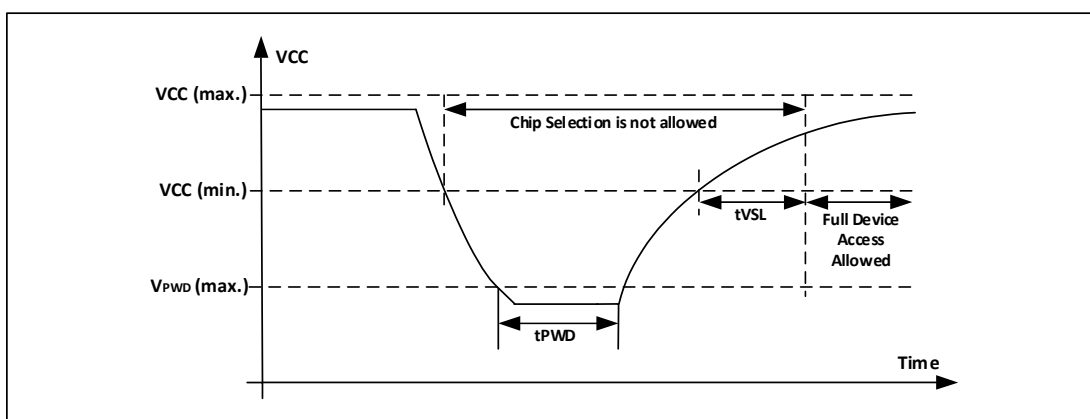 VCC
VCC (max.)
Chip Selection is not allowed
VCC (min.)
tVSL
Full Device
Access
Allowed
VPWD (max.)
tPWD
Time